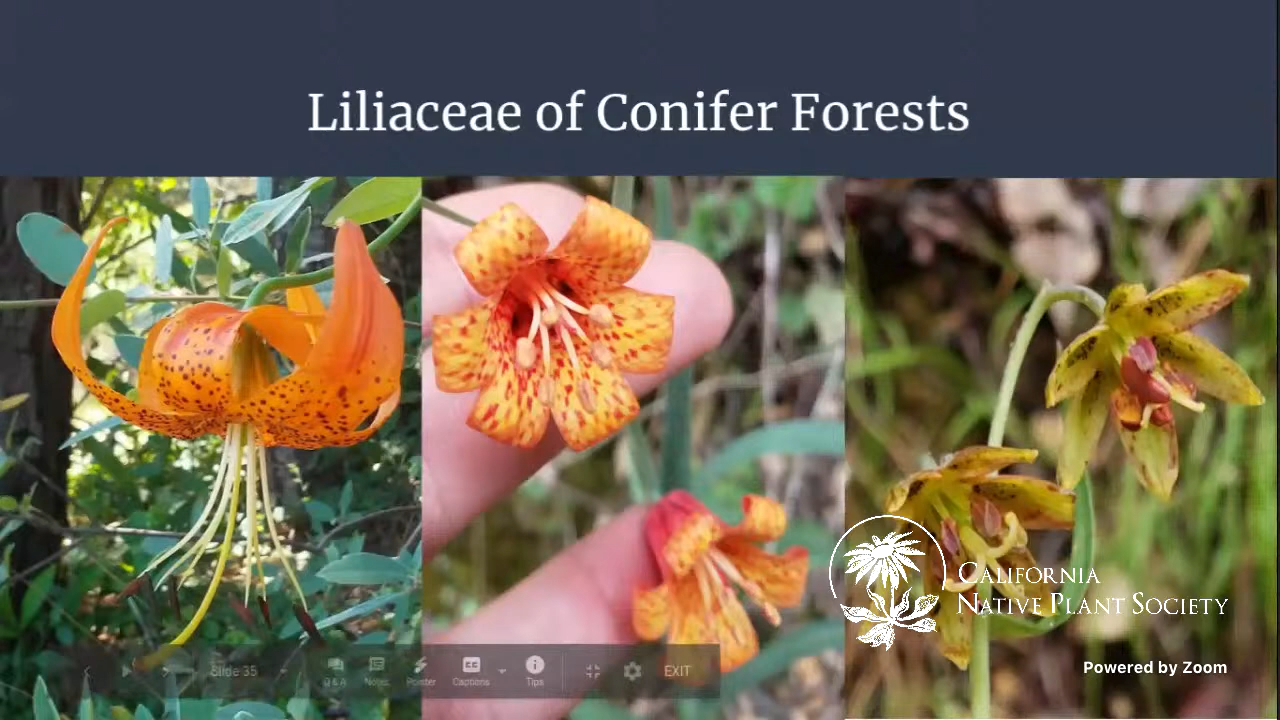 Liliaceae of Conifer Forests
CALIFORNIA
NATIVE PLANT SOCIETY
Slide 35
Q & A
Notes
Pointer
Captions
Tips
EXIT
Powered by Zoom